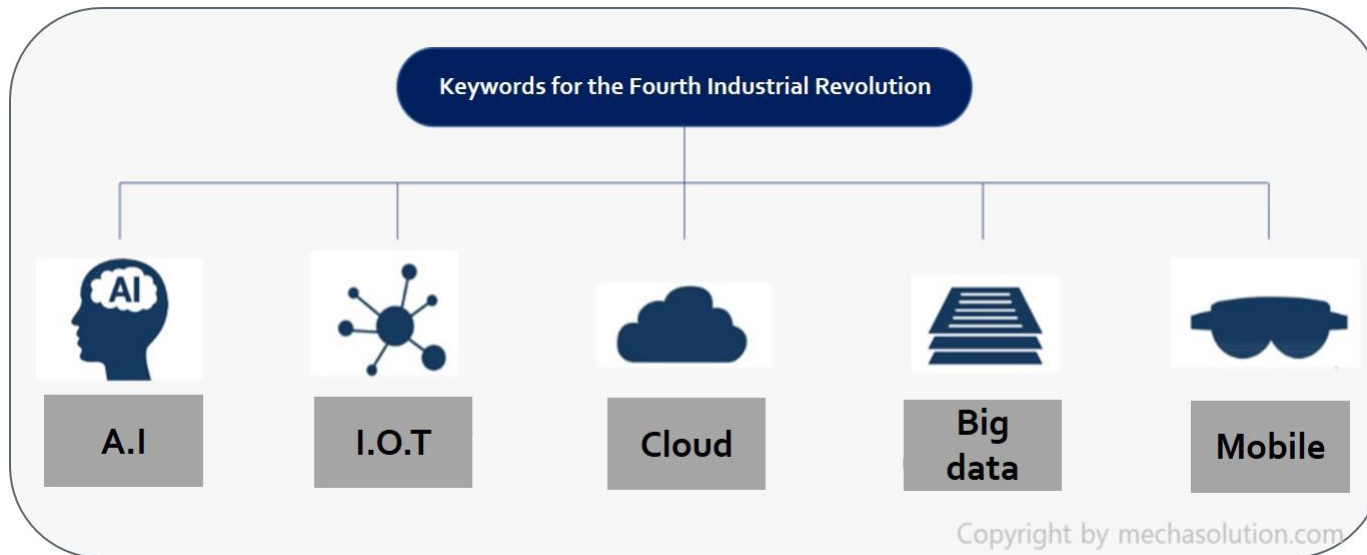 Keywords for the Fourth Industrial Revolution
AI
A.I
I.O.T
Cloud
Big
data
Mobile
Copyright by mechasolution.com